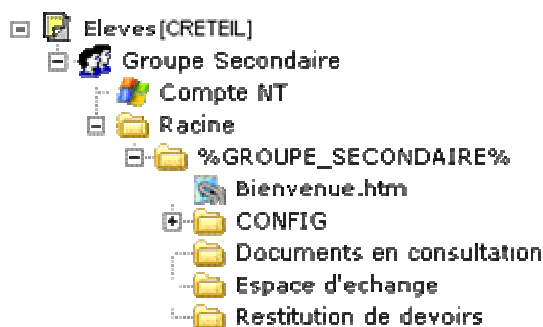 Eleves[CRETEIL]
Groupe Secondaire
Compte NT
Racine
%GROUPE_SECONDAIRE%
Bienvenue.htm
CONFIG
Documents en consultation
Espace d'echange
Restitution de devoirs